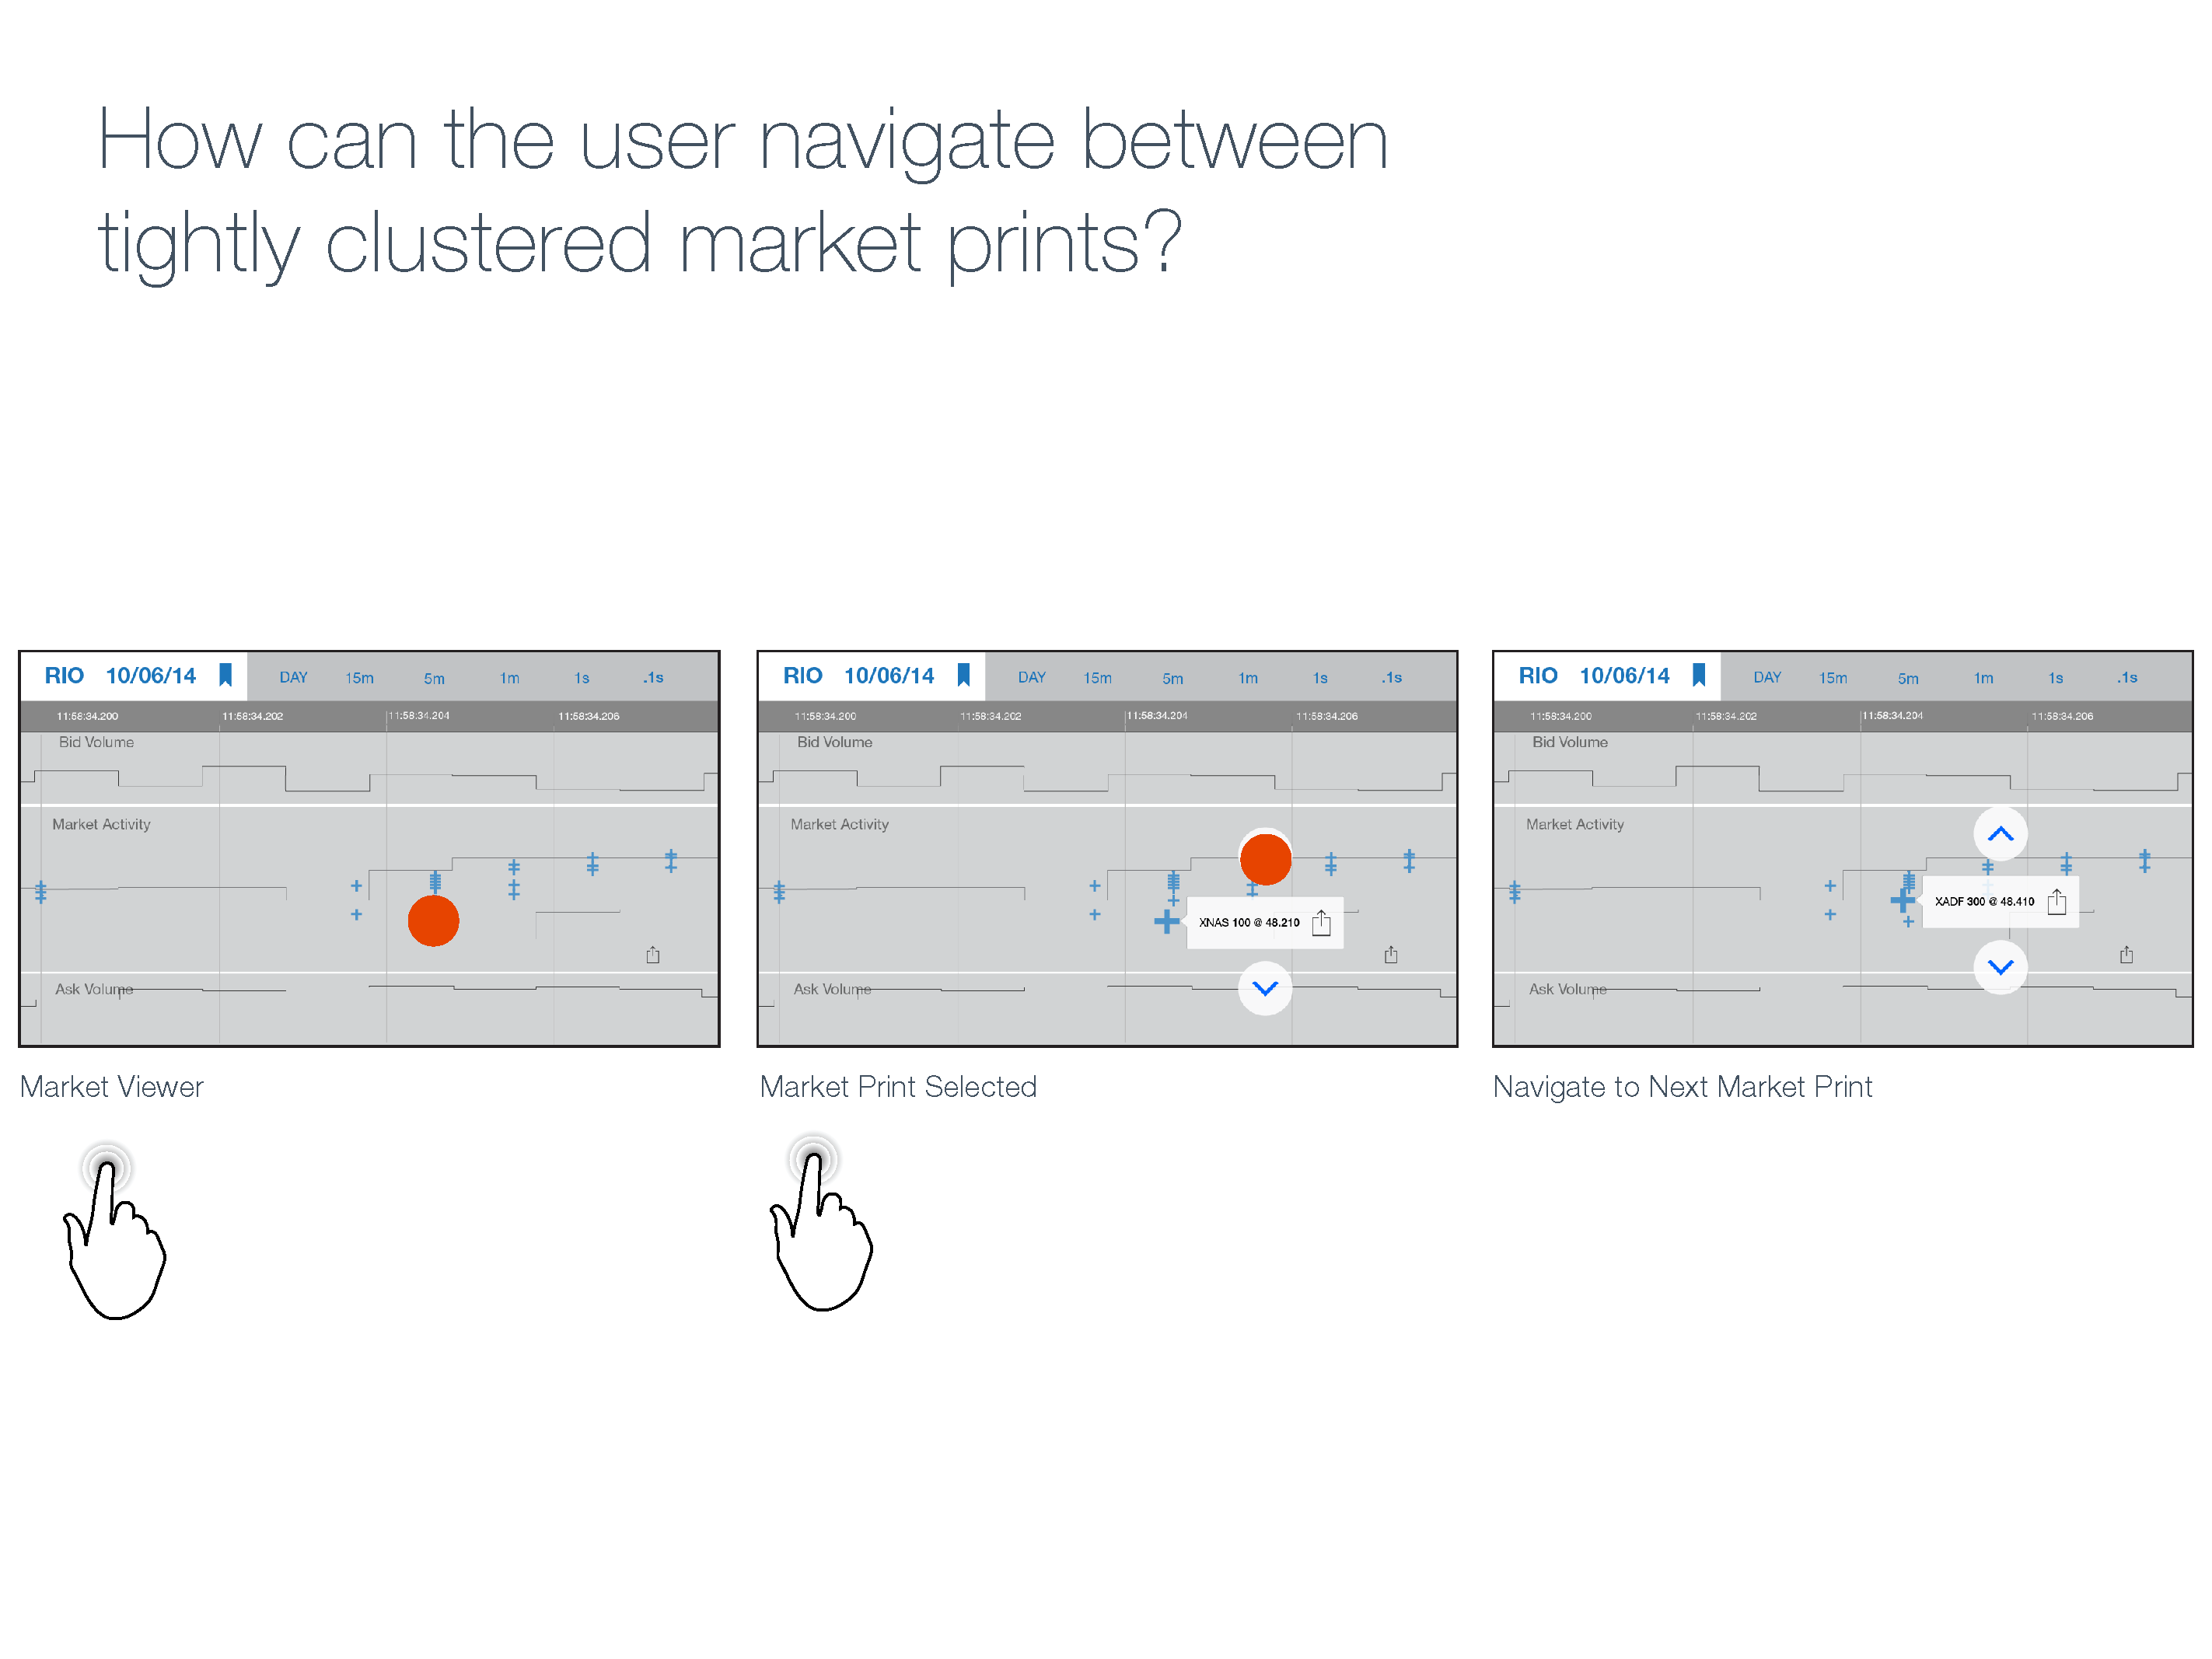 How can the user navigate between
tightly clustered market prints?
RIO 10/06/14 DAY 15m 5m 1m 1s .1s
11:58:34.200 11:58:34.202 11:58:34.204 11:58:34.206
Bid Volume
Market Activity
Ask Volume
Market Viewer
RIO 10/06/14 DAY 15m 5m 1m 1s .1s
11:58:34.200 11:58:34.202 11:58:34.204 11:58:34.206
Bid Volume
Market Activity
XNAS 100 @ 48.210
Ask Volume
Market Print Selected
RIO 10/06/14 DAY 15m 5m 1m 1s .1s
11:58:34.200 11:58:34.202 11:58:34.204 11:58:34.206
Bid Volume
Market Activity
XADF 300 @ 48.410
Ask Volume
Navigate to Next Market Print